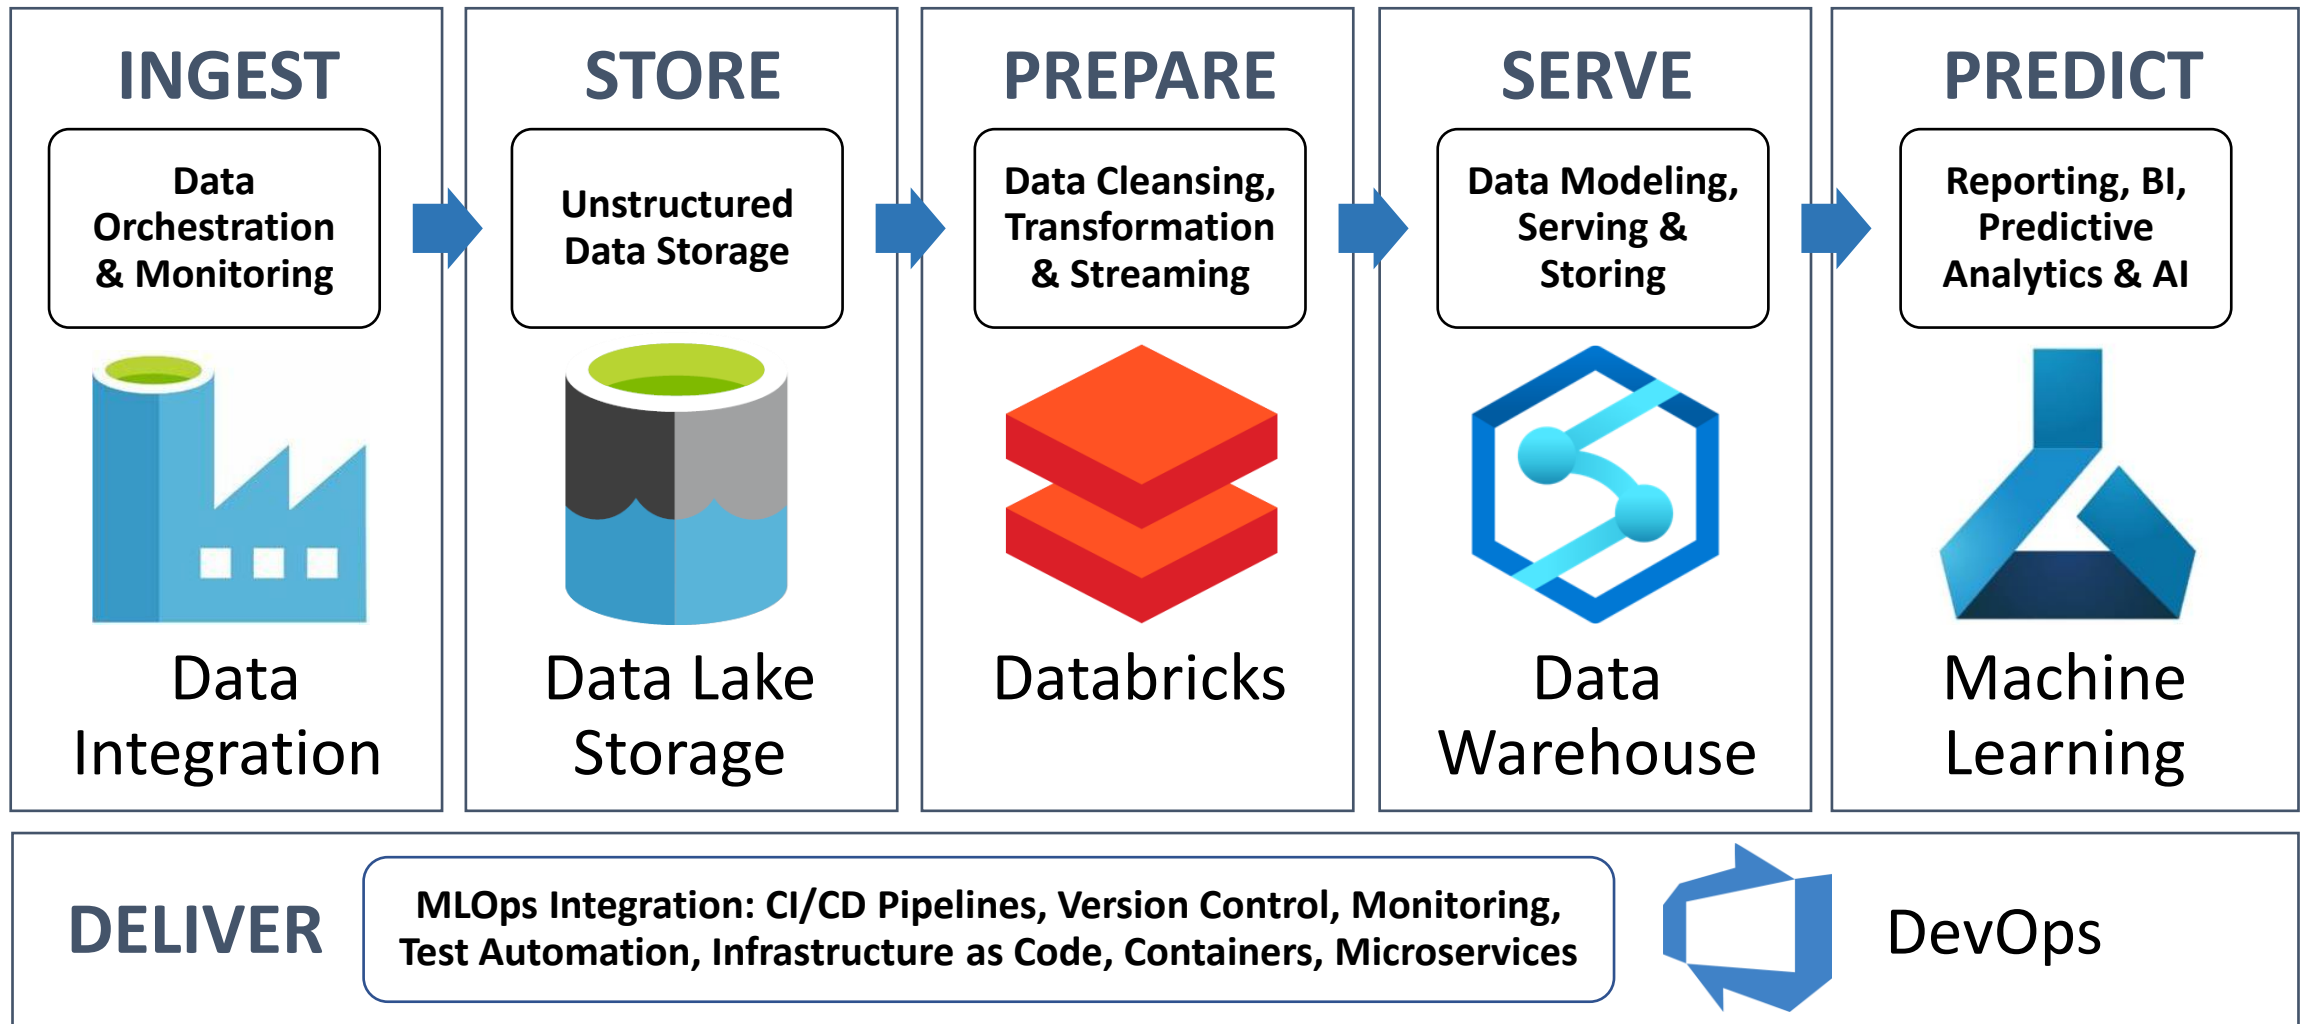 INGEST
Data
Orchestration
& Monitoring
Data
Integration
STORE
Unstructured
Data Storage
Data Lake
Storage
PREPARE
Data Cleansing,
Transformation
& Streaming
Databricks
SERVE
Data Modeling,
Serving &
Storing
Data
Warehouse
PREDICT
Reporting, BI,
Predictive
Analytics & AI
Machine
Learning
DELIVER
MLOps Integration: CI/CD Pipelines, Version Control, Monitoring,
Test Automation, Infrastructure as Code, Containers, Microservices
DevOps